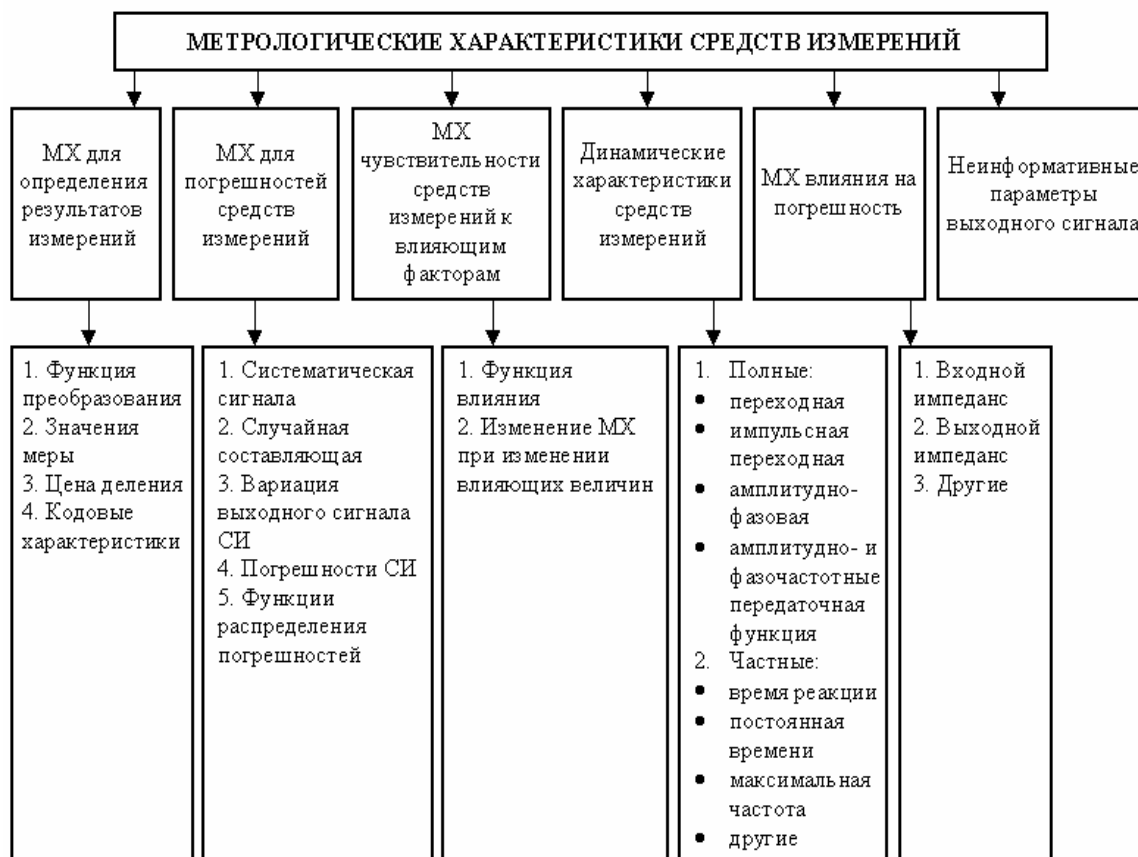 МЕТРОЛОГИЧЕСКИЕ ХАРАКТЕРИСТИКИ СРЕДСТВ ИЗМЕРЕНИЙ
МХ для
определения
результатов
измерений
МХ для
погрешностей
средств
измерений
МХ
чувствительности
средств
измерений к
влияющим
факторам
Динамические
характеристики
средств
измерений
МХ влияния на
погрешность
Неинформативные
параметры
выходного сигнала
1. Функция
преобразования
2. Значения
меры
3. Цена деления
4. Кодовые
характеристики
1. Систематическая
сигнала
2. Случайная
составляющая
3. Вариация
выходного сигнала
СИ
4. Погрешности СИ
5. Функции
распределения
погрешностей
1. Функция
влияния
2. Изменение МХ
при изменении
влияющих величин
1. Полные:
• переходная
• импульсная
переходная
• амплитудно-
фазовая
• амплитудно- и
фазочастотные
передаточная
функция
2. Частные:
• время реакции
• постоянная
времени
• максимальная
частота
• другие
1. Входной
импеданс
2. Выходной
импеданс
3. Другие